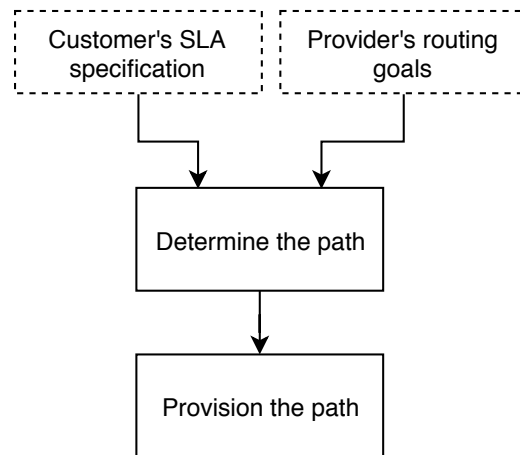 Customer's SLA
specification
Provider's routing
goals
Determine the path
Provision the path